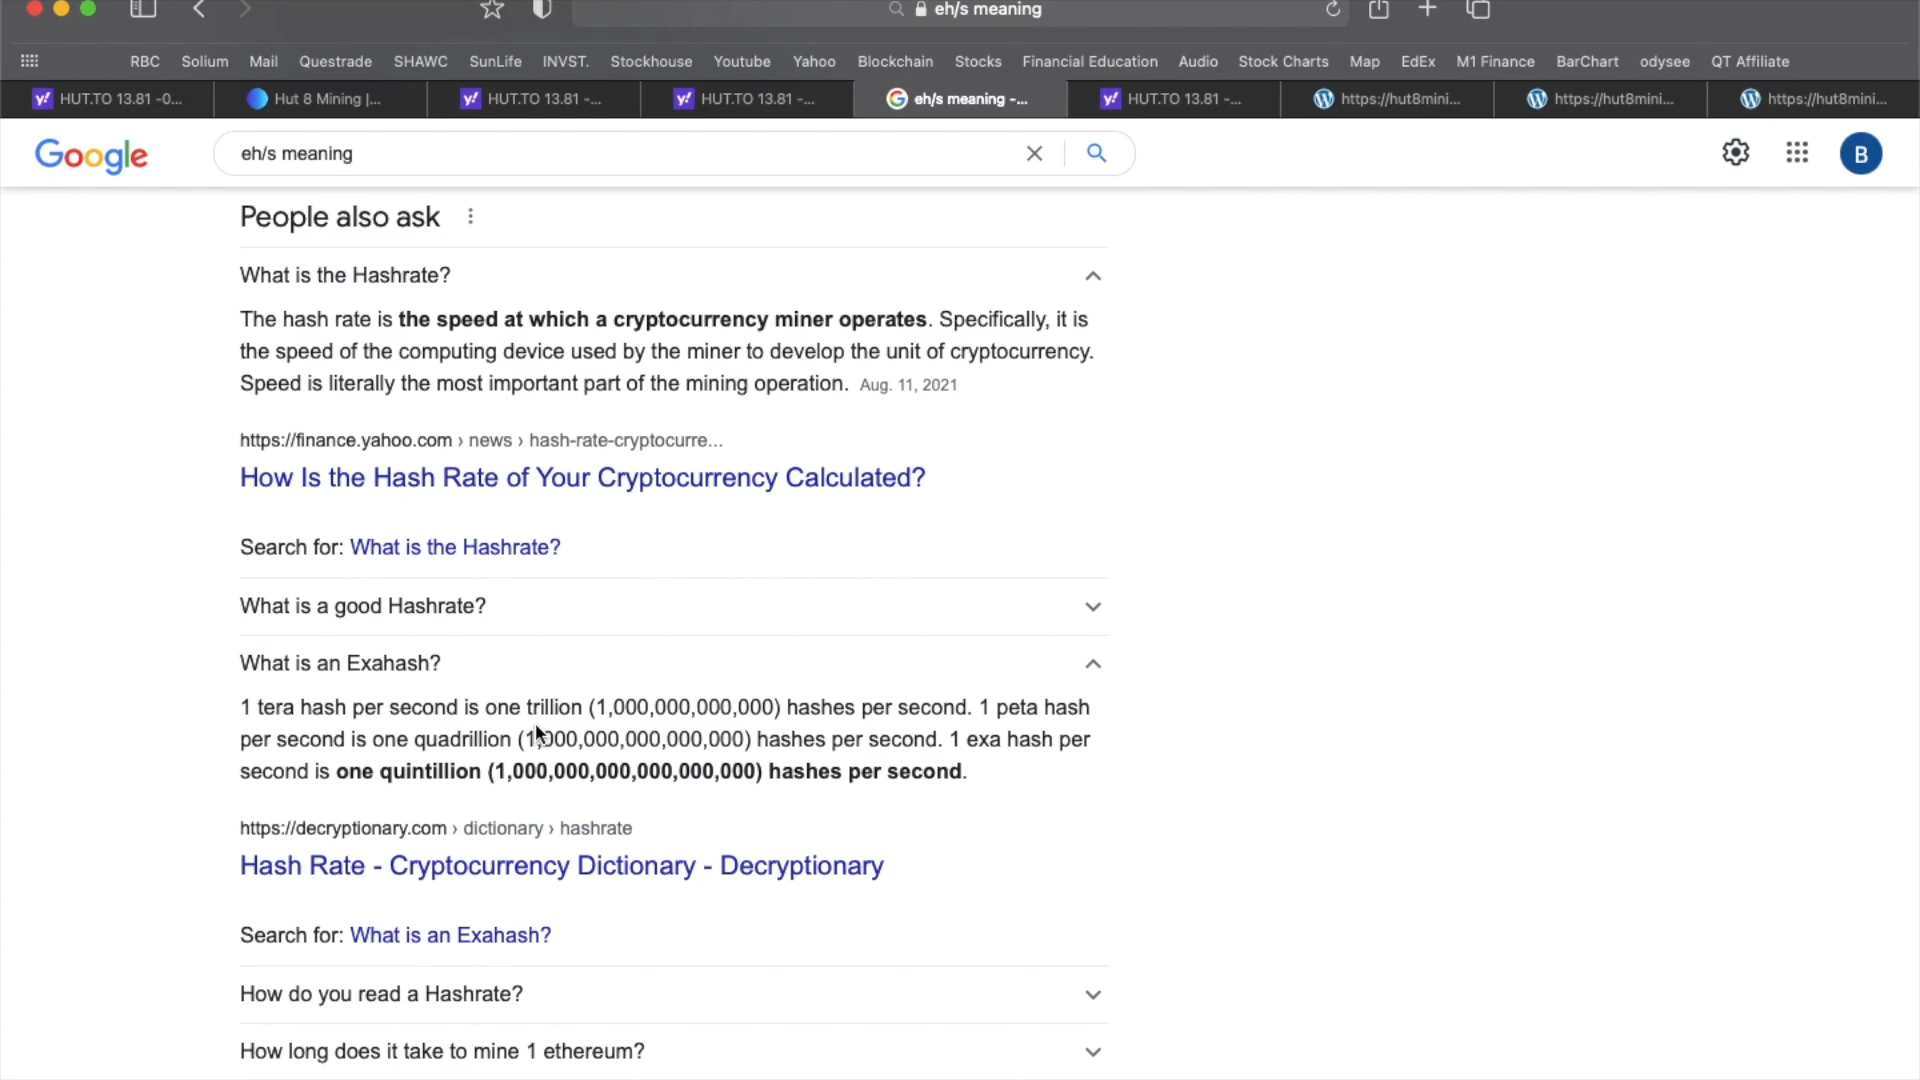 eh/s meaning
RBC Solium Mail Questrade SHAWC SunLife INVST. Stockhouse Youtube Yahoo Blockchain Stocks Financial Education Audio Stock Charts Map EdEx M1 Finance BarChart odysee QT Affiliate
HUT.TO 13.81 -0... Hut 8 Mining |... HUT.TO 13.81 -... HUT.TO 13.81 -... eh/s meaning -... HUT.TO 13.81 -... https://hut8mini... https://hut8mini... https://hut8mini...
Google eh/s meaning B
People also ask
What is the Hashrate?
The hash rate is the speed at which a cryptocurrency miner operates. Specifically, it is
the speed of the computing device used by the miner to develop the unit of cryptocurrency.
Speed is literally the most important part of the mining operation. Aug. 11, 2021
https://finance.yahoo.com › news › hash-rate-cryptocurre...
How Is the Hash Rate of Your Cryptocurrency Calculated?
Search for: What is the Hashrate?
What is a good Hashrate?
What is an Exahash?
1 tera hash per second is one trillion (1,000,000,000,000) hashes per second. 1 peta hash
per second is one quadrillion (1,000,000,000,000,000) hashes per second. 1 exa hash per
second is one quintillion (1,000,000,000,000,000,000) hashes per second.
https://decryptionary.com › dictionary › hashrate
Hash Rate - Cryptocurrency Dictionary - Decryptionary
Search for: What is an Exahash?
How do you read a Hashrate?
How long does it take to mine 1 ethereum?